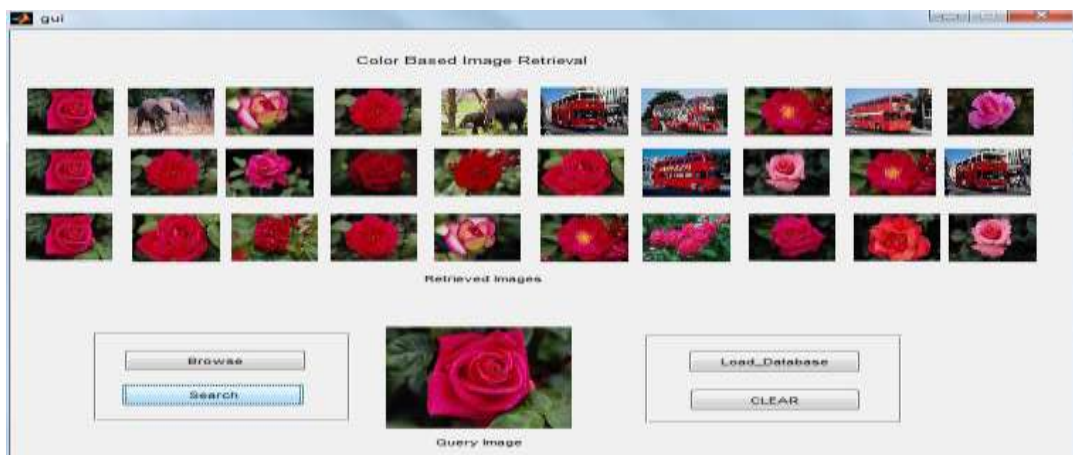 gui
Color Based Image Retrieval
Retrieved Images
Browse
Search
Load_Database
CLEAR
Query Image